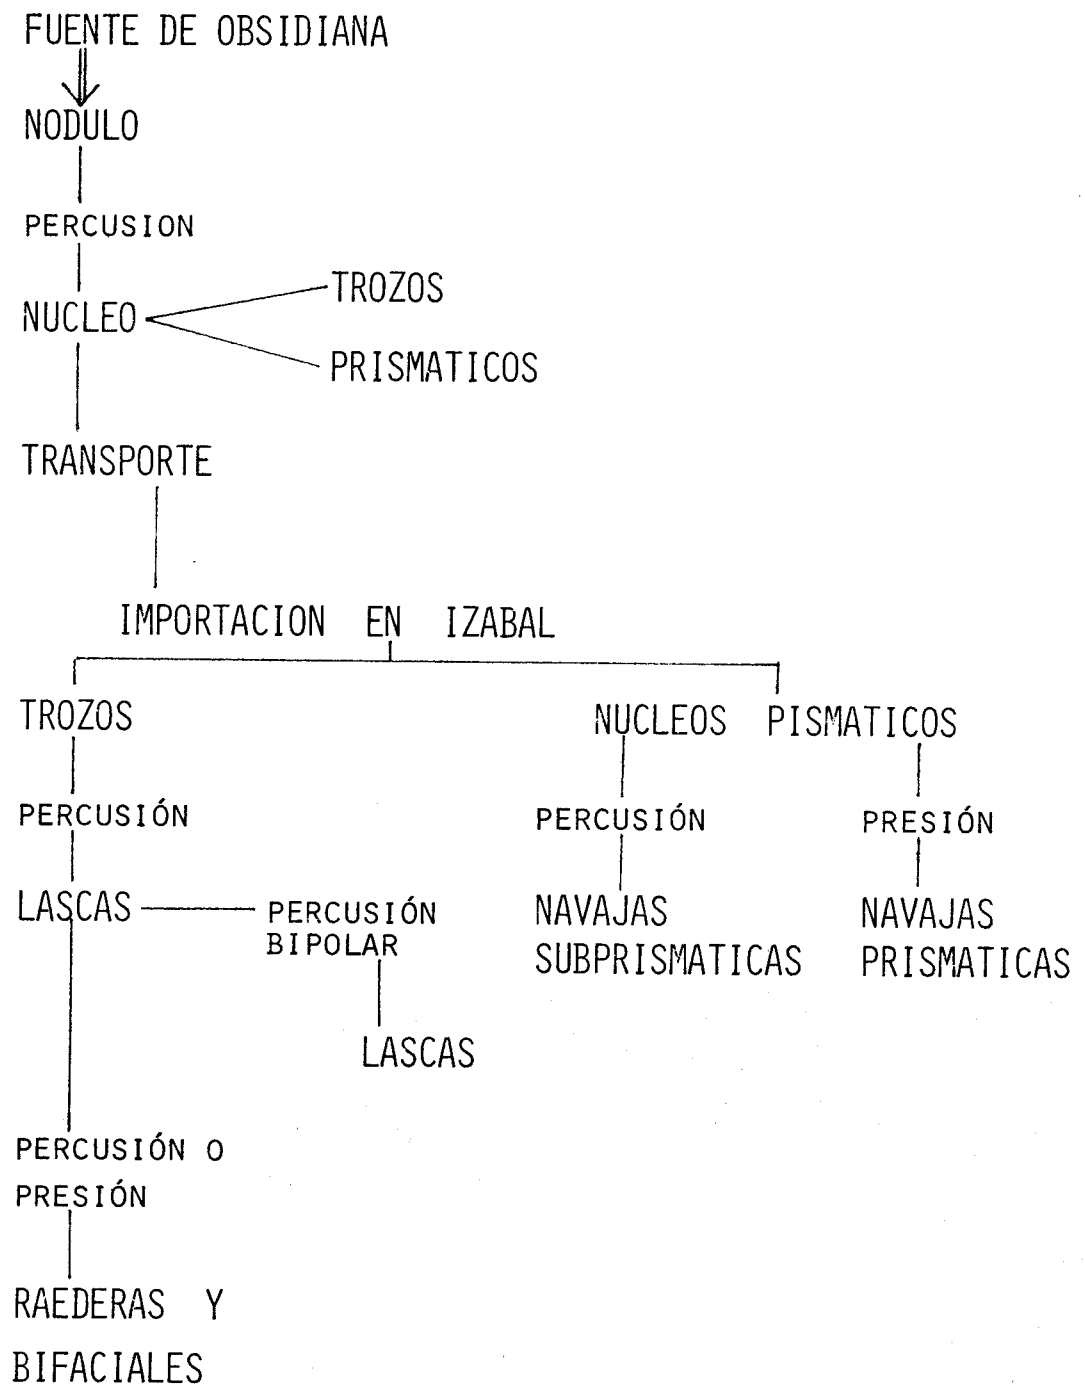 FUENTE DE OBSIDIANA
NODULO
PERCUSION
NUCLEO
TROZOS
PRISMATICOS
TRANSPORTE
IMPORTACION EN IZABAL
TROZOS
PERCUSIÓN
LASCAS
PERCUSIÓN
BIPOLAR
LASCAS
PERCUSIÓN O
PRESIÓN
RAEDERAS Y
BIFACIALES
NUCLEOS PISMATICOS
PERCUSIÓN
NAVAJAS
SUBPRISMATICAS
PRESIÓN
NAVAJAS
PRISMATICAS